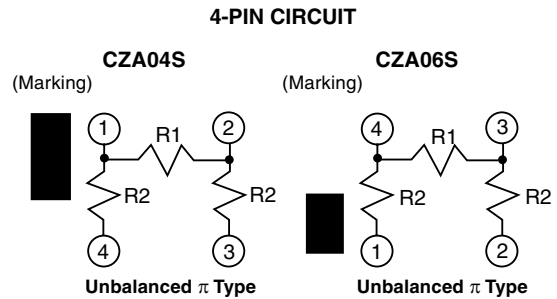 4-PIN CIRCUIT
CZA04S
(Marking)
1
2
R1
R2
R2
4
3
Unbalanced π Type
CZA06S
(Marking)
4
3
R1
R2
R2
1
2
Unbalanced π Type